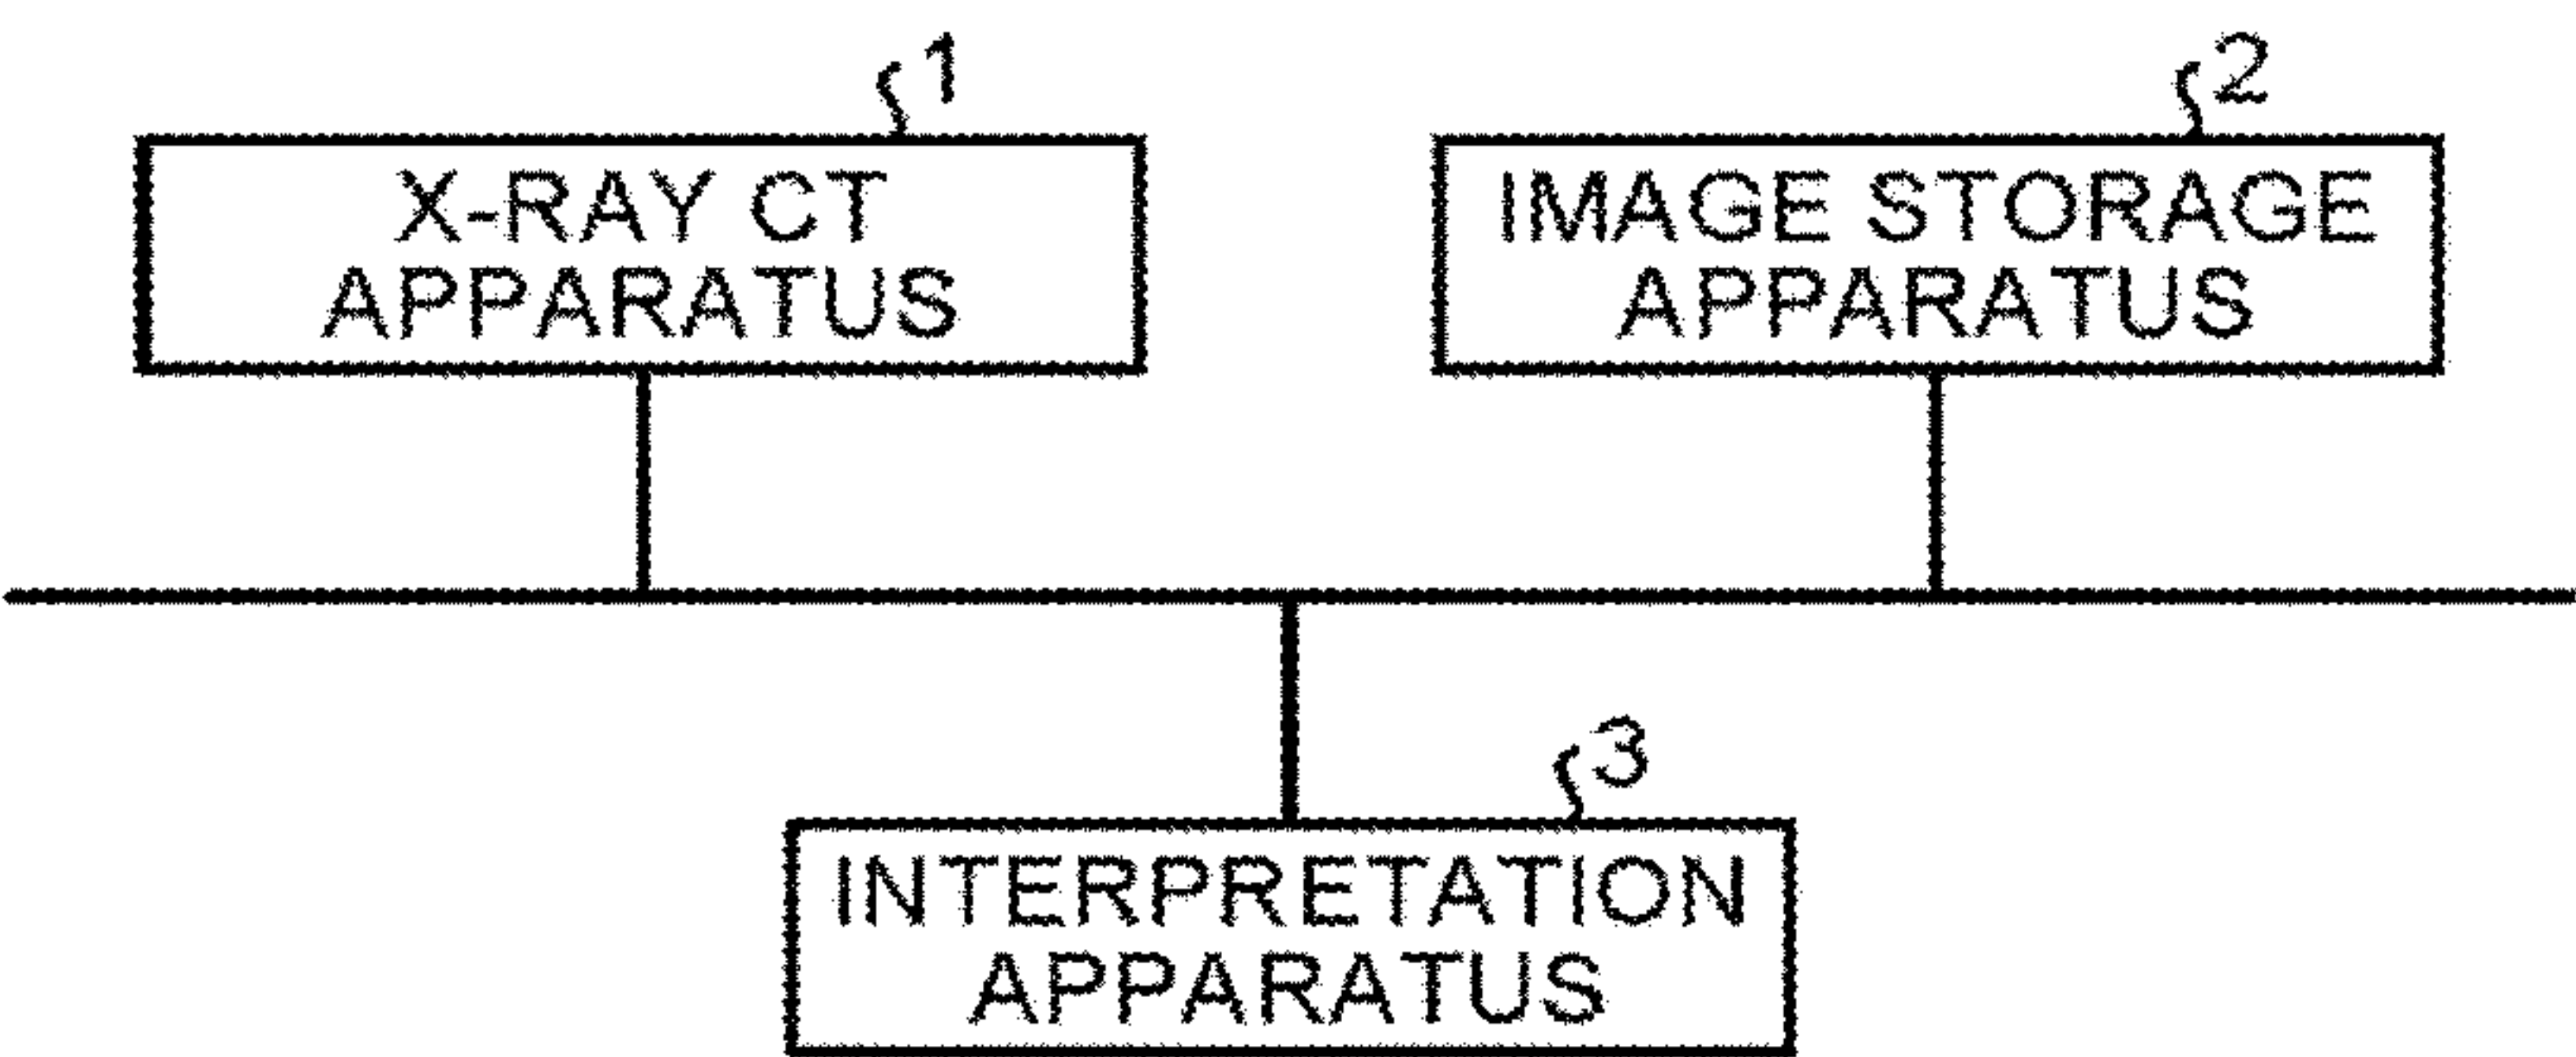 1
X-RAY CT
APPARATUS
2
IMAGE STORAGE
APPARATUS
3
INTERPRETATION
APPARATUS